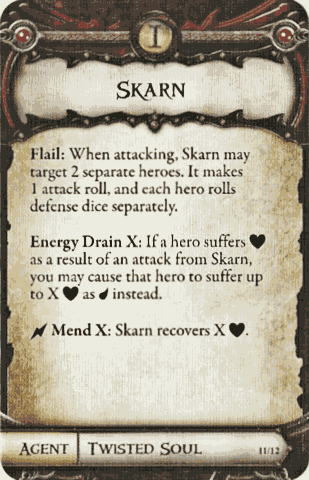 I
SKARN
Flail: When attacking, Skarn may
target 2 separate heroes. It makes
1 attack roll, and each hero rolls
defense dice separately.
Energy Drain X: If a hero suffers ♥
as a result of an attack from Skarn,
you may cause that hero to suffer up
to X ♥ as 💧 instead.
Mend X: Skarn recovers X ♥.
AGENT TWISTED SOUL 11/12